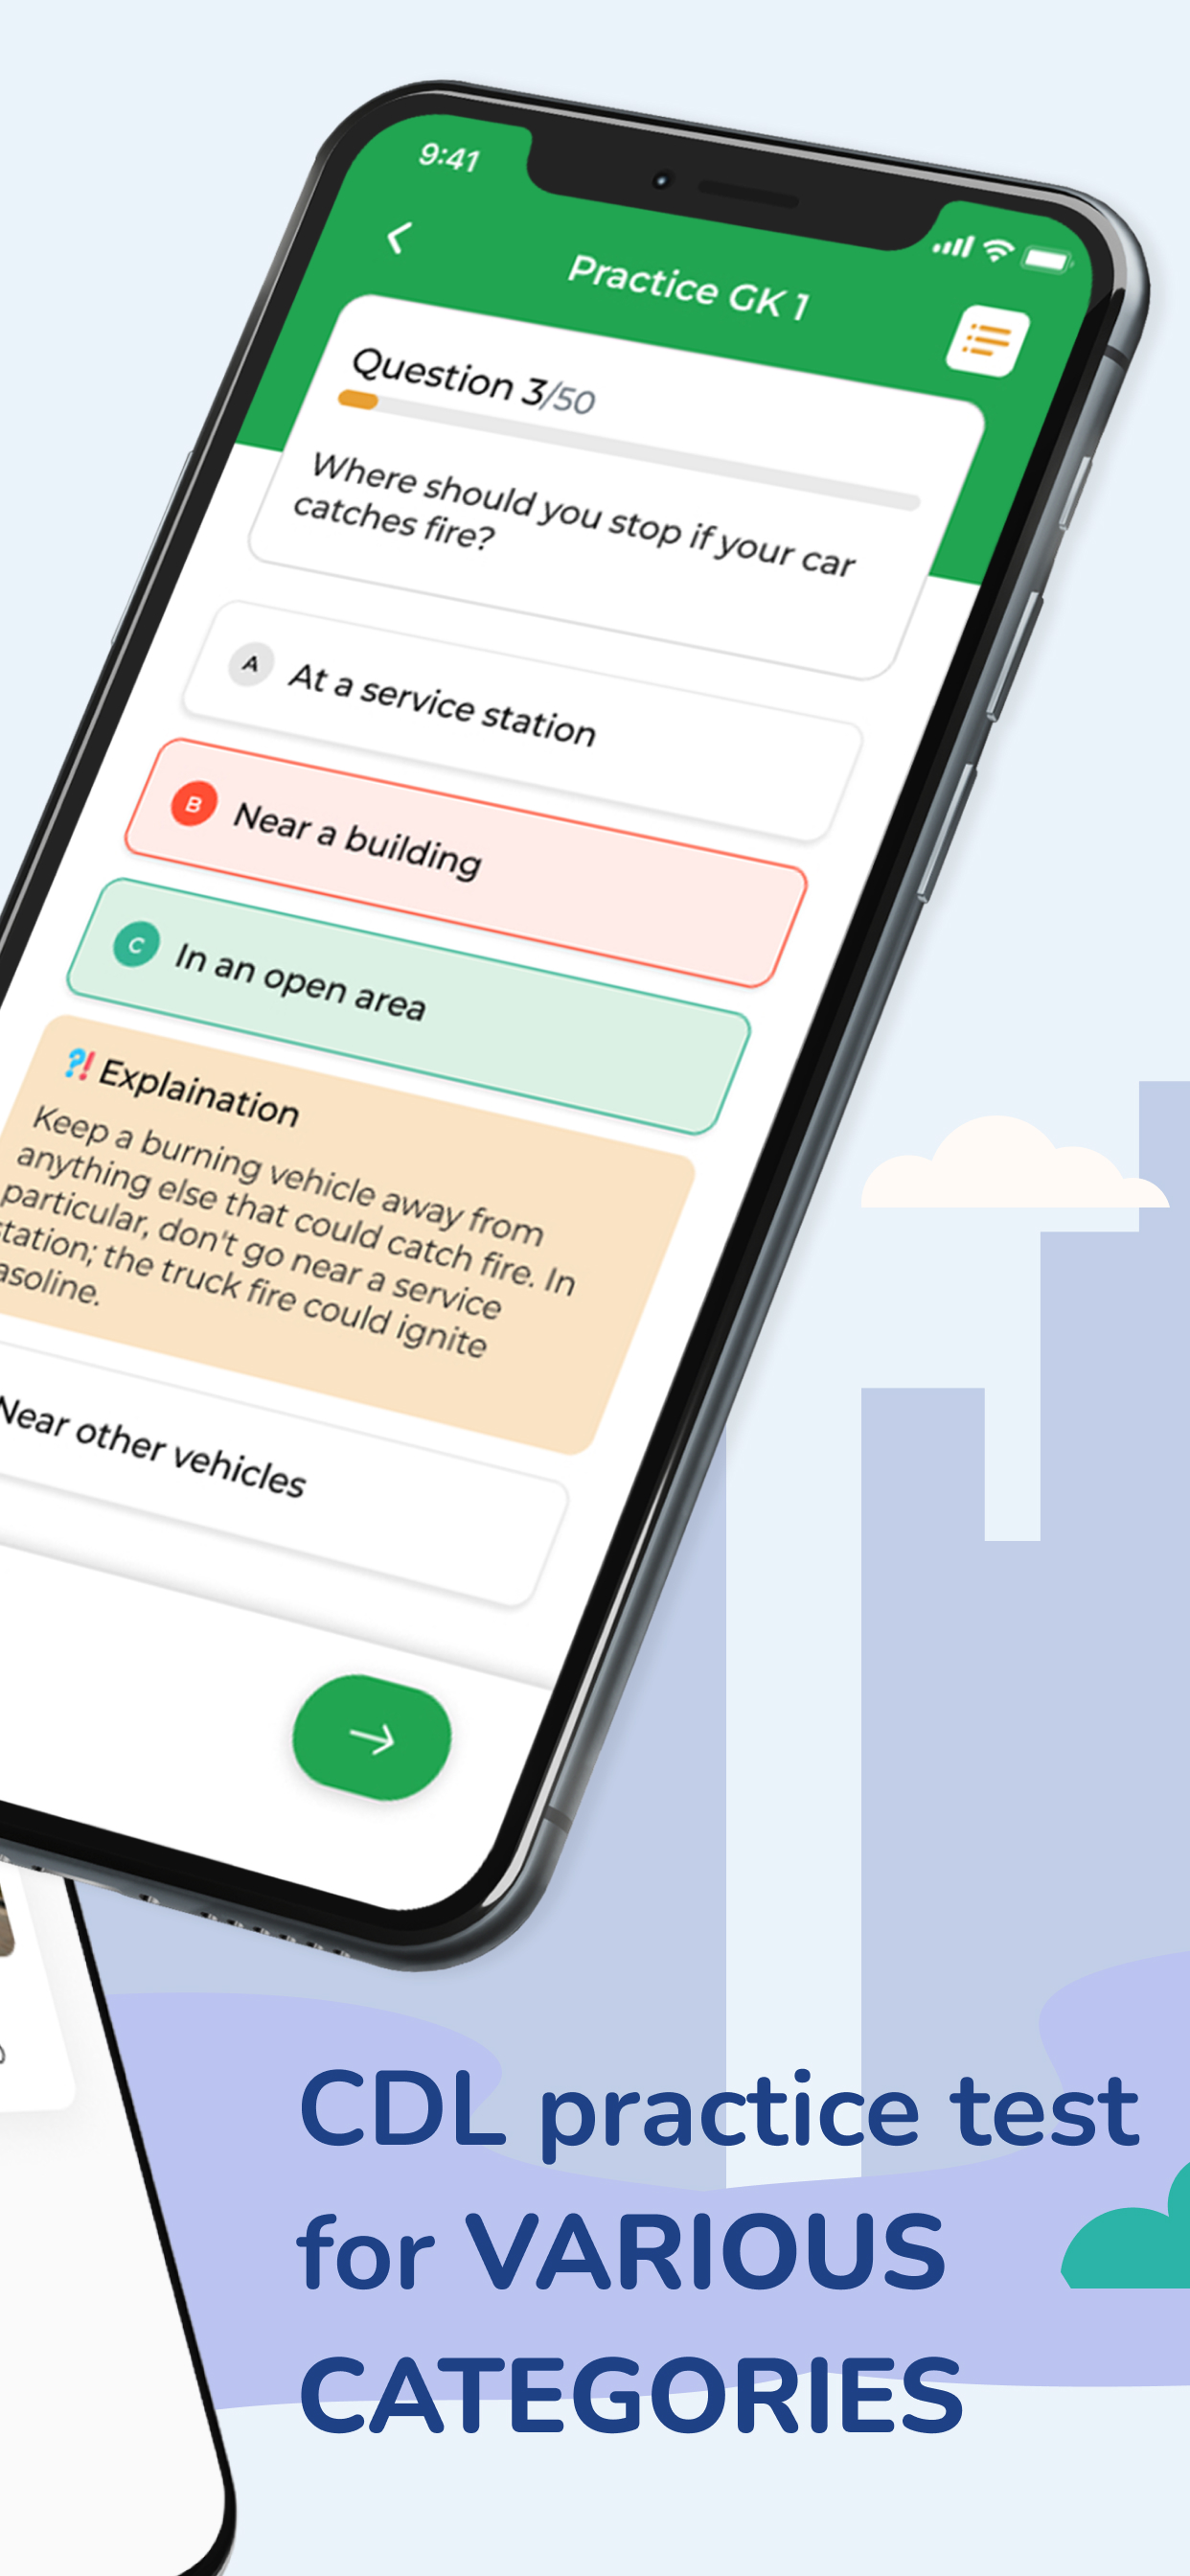 9:41
Practice GK 1
Question 3/50
Where should you stop if your car
catches fire?
A At a service station
B Near a building
C In an open area
⁈ Explaination
Keep a burning vehicle away from
anything else that could catch fire. In
particular, don't go near a service
tation; the truck fire could ignite
asoline.
Near other vehicles
CDL practice test
for VARIOUS
CATEGORIES